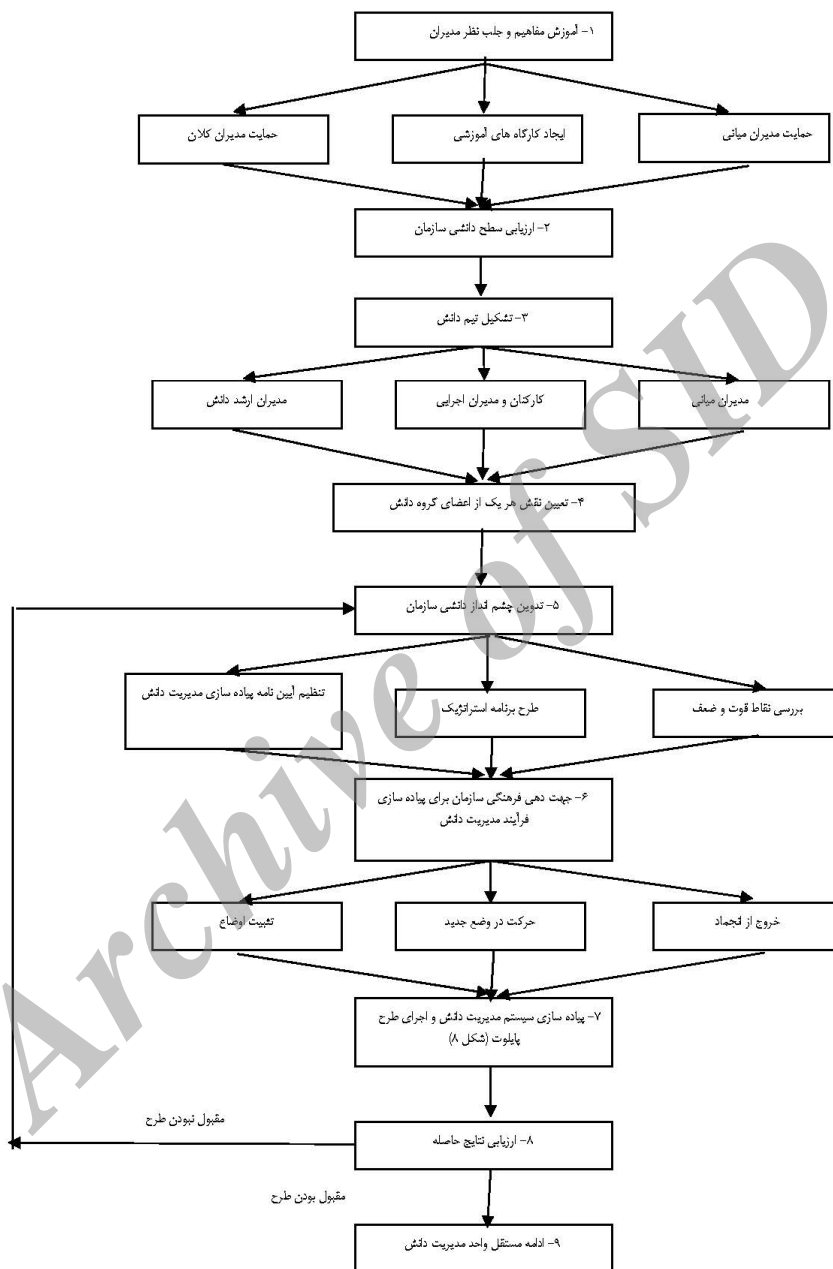 ۱- آموزش مفاهیم و جلب نظر مدیران
حمایت مدیران میانی
ایجاد کارگاه های آموزشی
حمایت مدیران کلان
۲- ارزیابی سطح دانشی سازمان
۳- تشکیل تیم دانش
مدیران میانی
کارکنان و مدیران اجرایی
مدیران ارشد دانش
۴- تعیین نقش هر یک از اعضای گروه دانش
۵- تدوین چشم انداز دانشی سازمان
بررسی نقاط قوت و ضعف
طرح برنامه استراتژیک
تنظیم آیین نامه پیاده سازی مدیریت دانش
۶- جهت دهی فرهنگی سازمان برای پیاده سازی
فرآیند مدیریت دانش
خروج از انجماد
حرکت در وضع جدید
تثبیت اوضاع
۷- پیاده سازی سیستم مدیریت دانش و اجرای طرح
پایلوت (شکل ۸)
مقبول نبودن طرح
۸- ارزیابی نتایج حاصله
مقبول بودن طرح
۹- ادامه مستقل واحد مدیریت دانش
Archive of SID